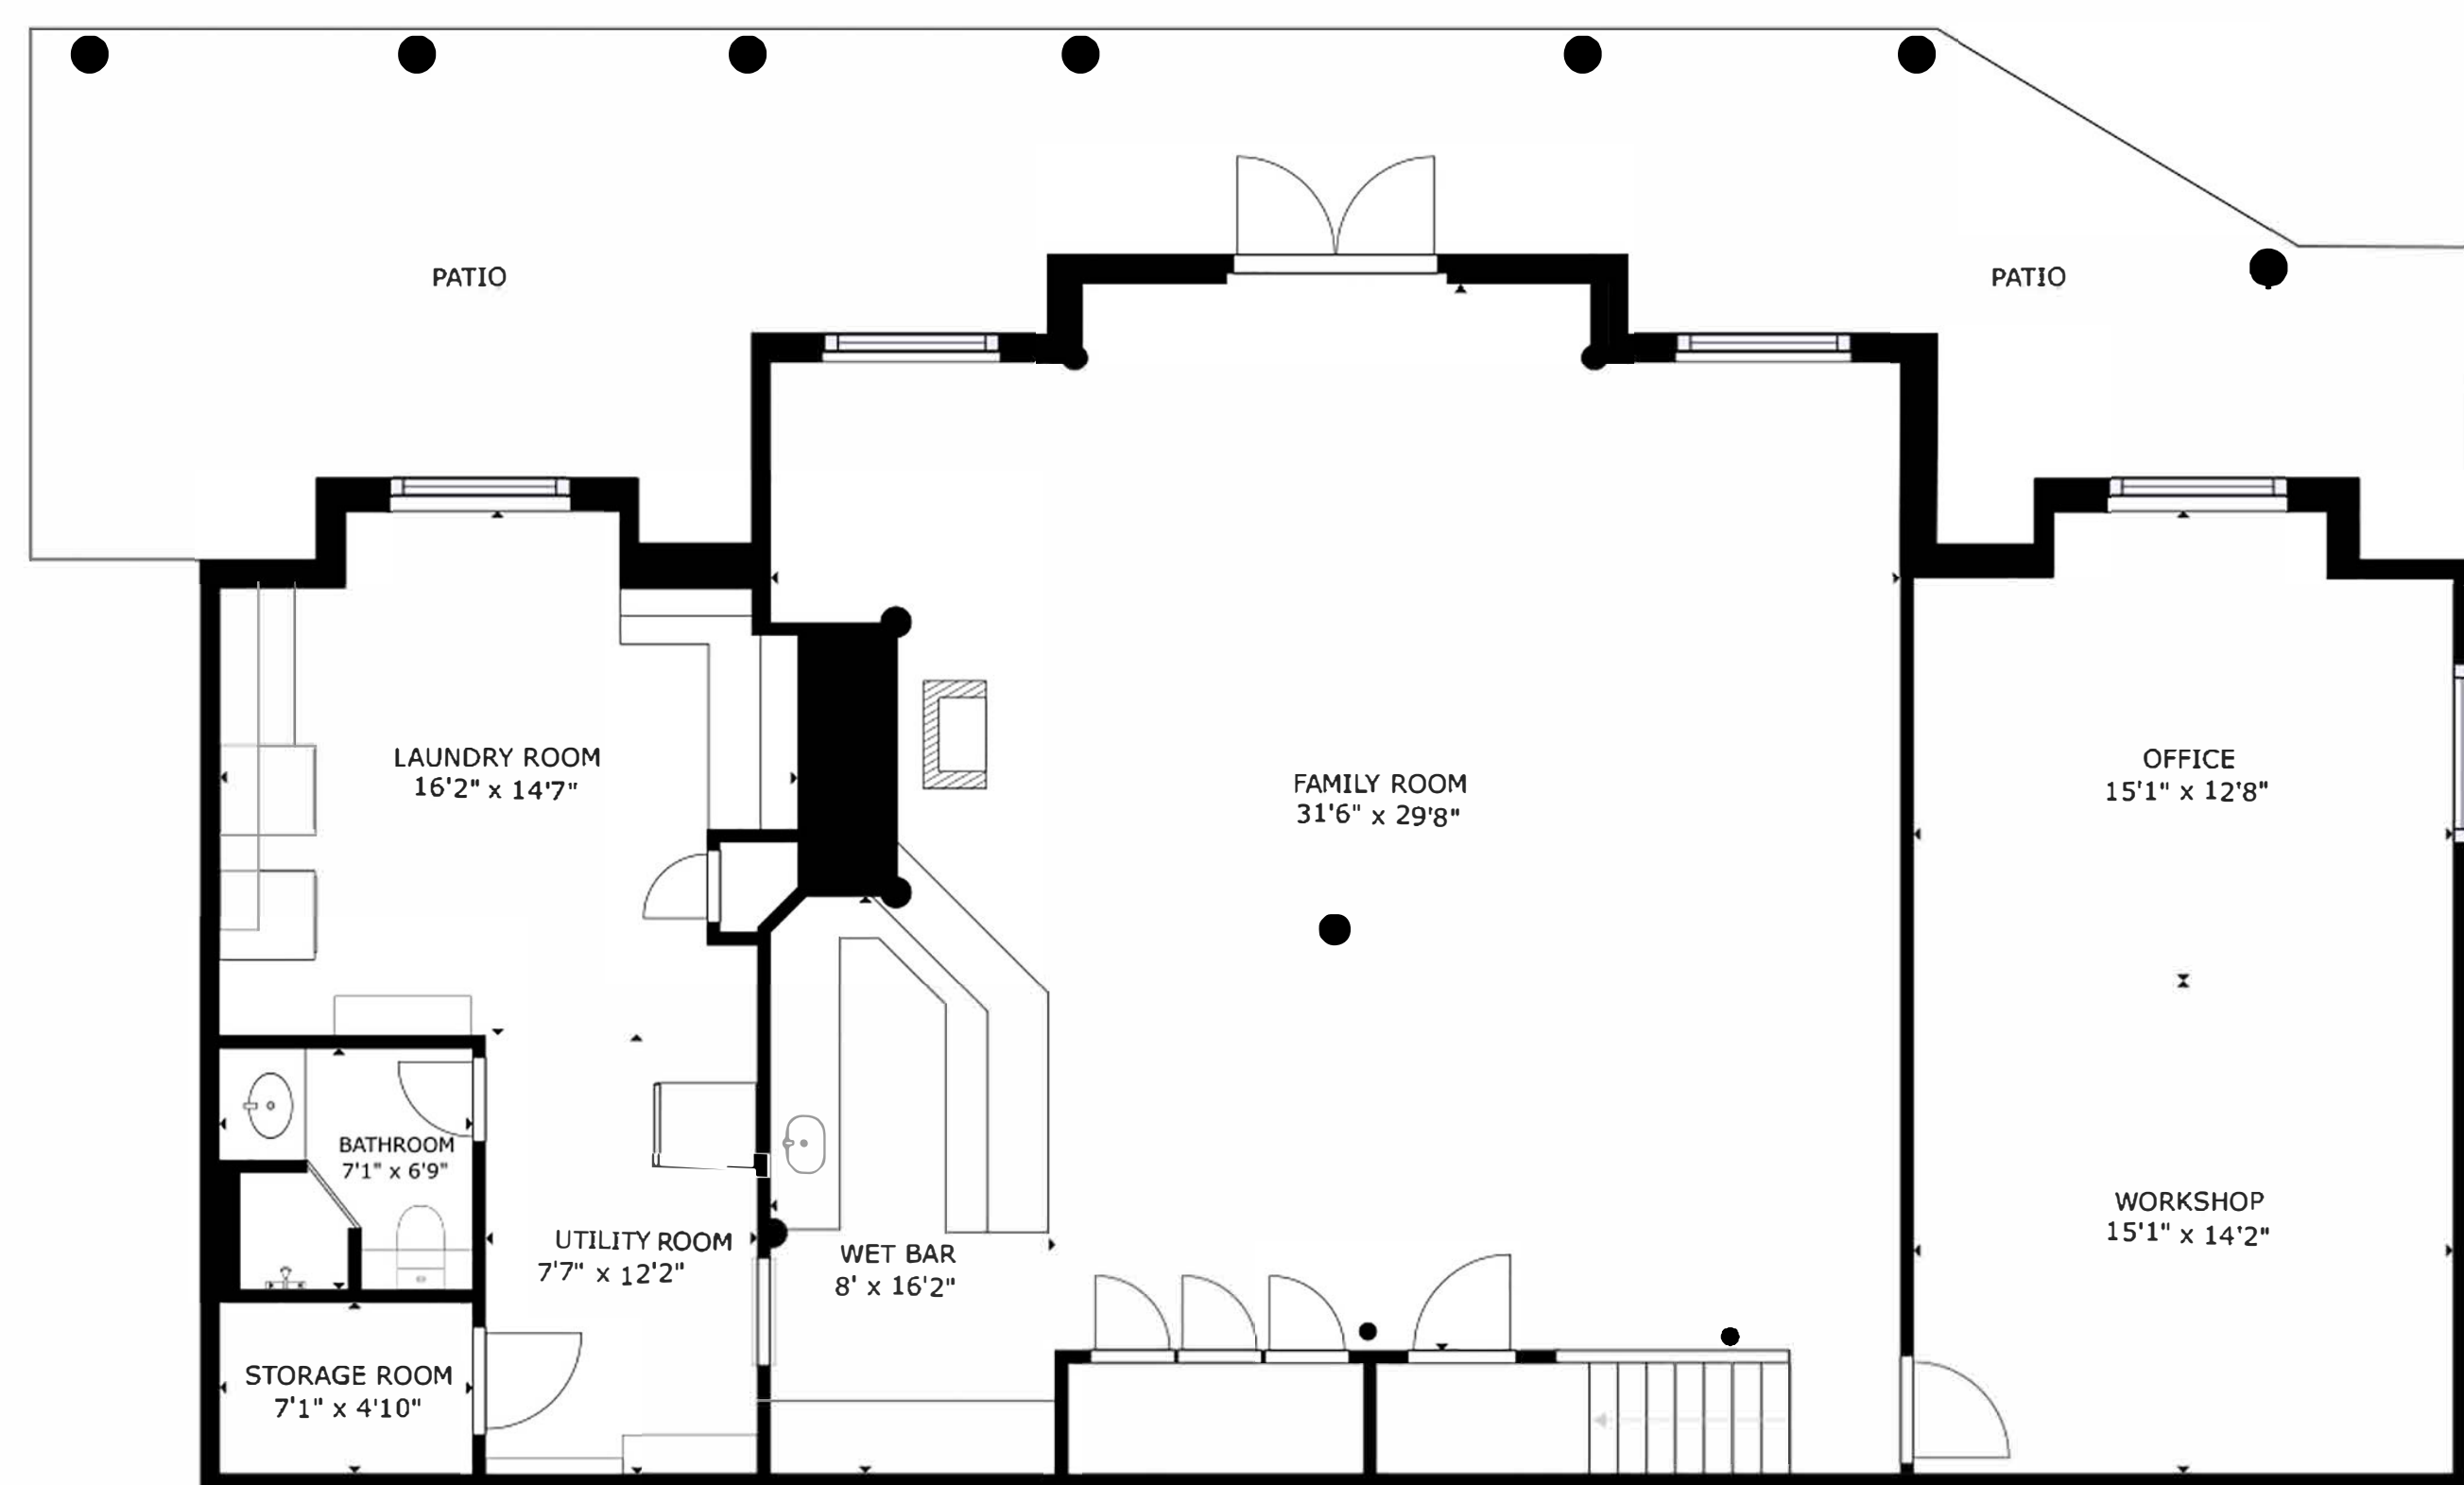 PATIO
PATIO
LAUNDRY ROOM
16'2" x 14'7"
FAMILY ROOM
31'6" x 29'8"
OFFICE
15'1" x 12'8"
BATHROOM
7'1" x 6'9"
UTILITY ROOM
7'7" x 12'2"
WET BAR
8' x 16'2"
WORKSHOP
15'1" x 14'2"
STORAGE ROOM
7'1" x 4'10"